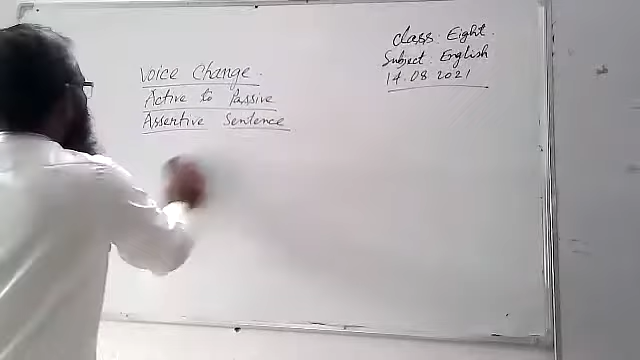 Class: Eight.
Subject: English
14.08 2021
Voice Change.
Active to Passive
Assertive Sentence